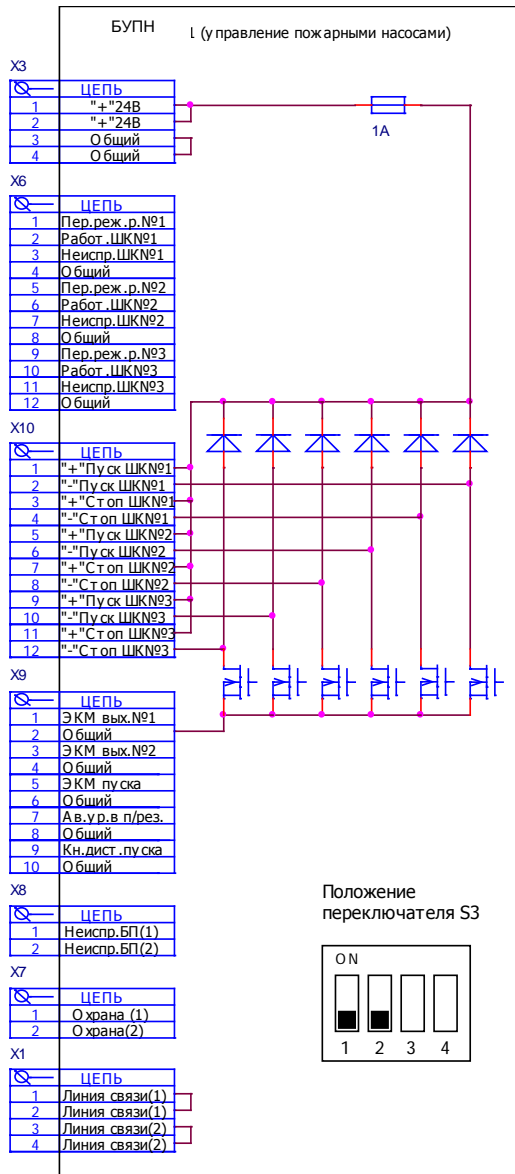 БУПН 1 (управление пожарными насосами)
X3
ЦЕПЬ
1 "+"24В
2 "+"24В
3 Общий
4 Общий
1А
X6
ЦЕПЬ
1 Пер.реж.р.№1
2 Работ.ШК№1
3 Неиспр.ШК№1
4 Общий
5 Пер.реж.р.№2
6 Работ.ШК№2
7 Неиспр.ШК№2
8 Общий
9 Пер.реж.р.№3
10 Работ.ШК№3
11 Неиспр.ШК№3
12 Общий
X10
ЦЕПЬ
1 "+"Пуск ШК№1
2 "-"Пуск ШК№1
3 "+"Стоп ШК№1
4 "-"Стоп ШК№1
5 "+"Пуск ШК№2
6 "-"Пуск ШК№2
7 "+"Стоп ШК№2
8 "-"Стоп ШК№2
9 "+"Пуск ШК№3
10 "-"Пуск ШК№3
11 "+"Стоп ШК№3
12 "-"Стоп ШК№3
X9
ЦЕПЬ
1 ЭКМ вых.№1
2 Общий
3 ЭКМ вых.№2
4 Общий
5 ЭКМ пуска
6 Общий
7 Ав.ур.в п/рез.
8 Общий
9 Кн.дист.пуска
10 Общий
X8
ЦЕПЬ
1 Неиспр.БП(1)
2 Неиспр.БП(2)
X7
ЦЕПЬ
1 Охрана (1)
2 Охрана(2)
X1
ЦЕПЬ
1 Линия связи(1)
2 Линия связи(1)
3 Линия связи(2)
4 Линия связи(2)
Положение
переключателя S3
ON
1 2 3 4